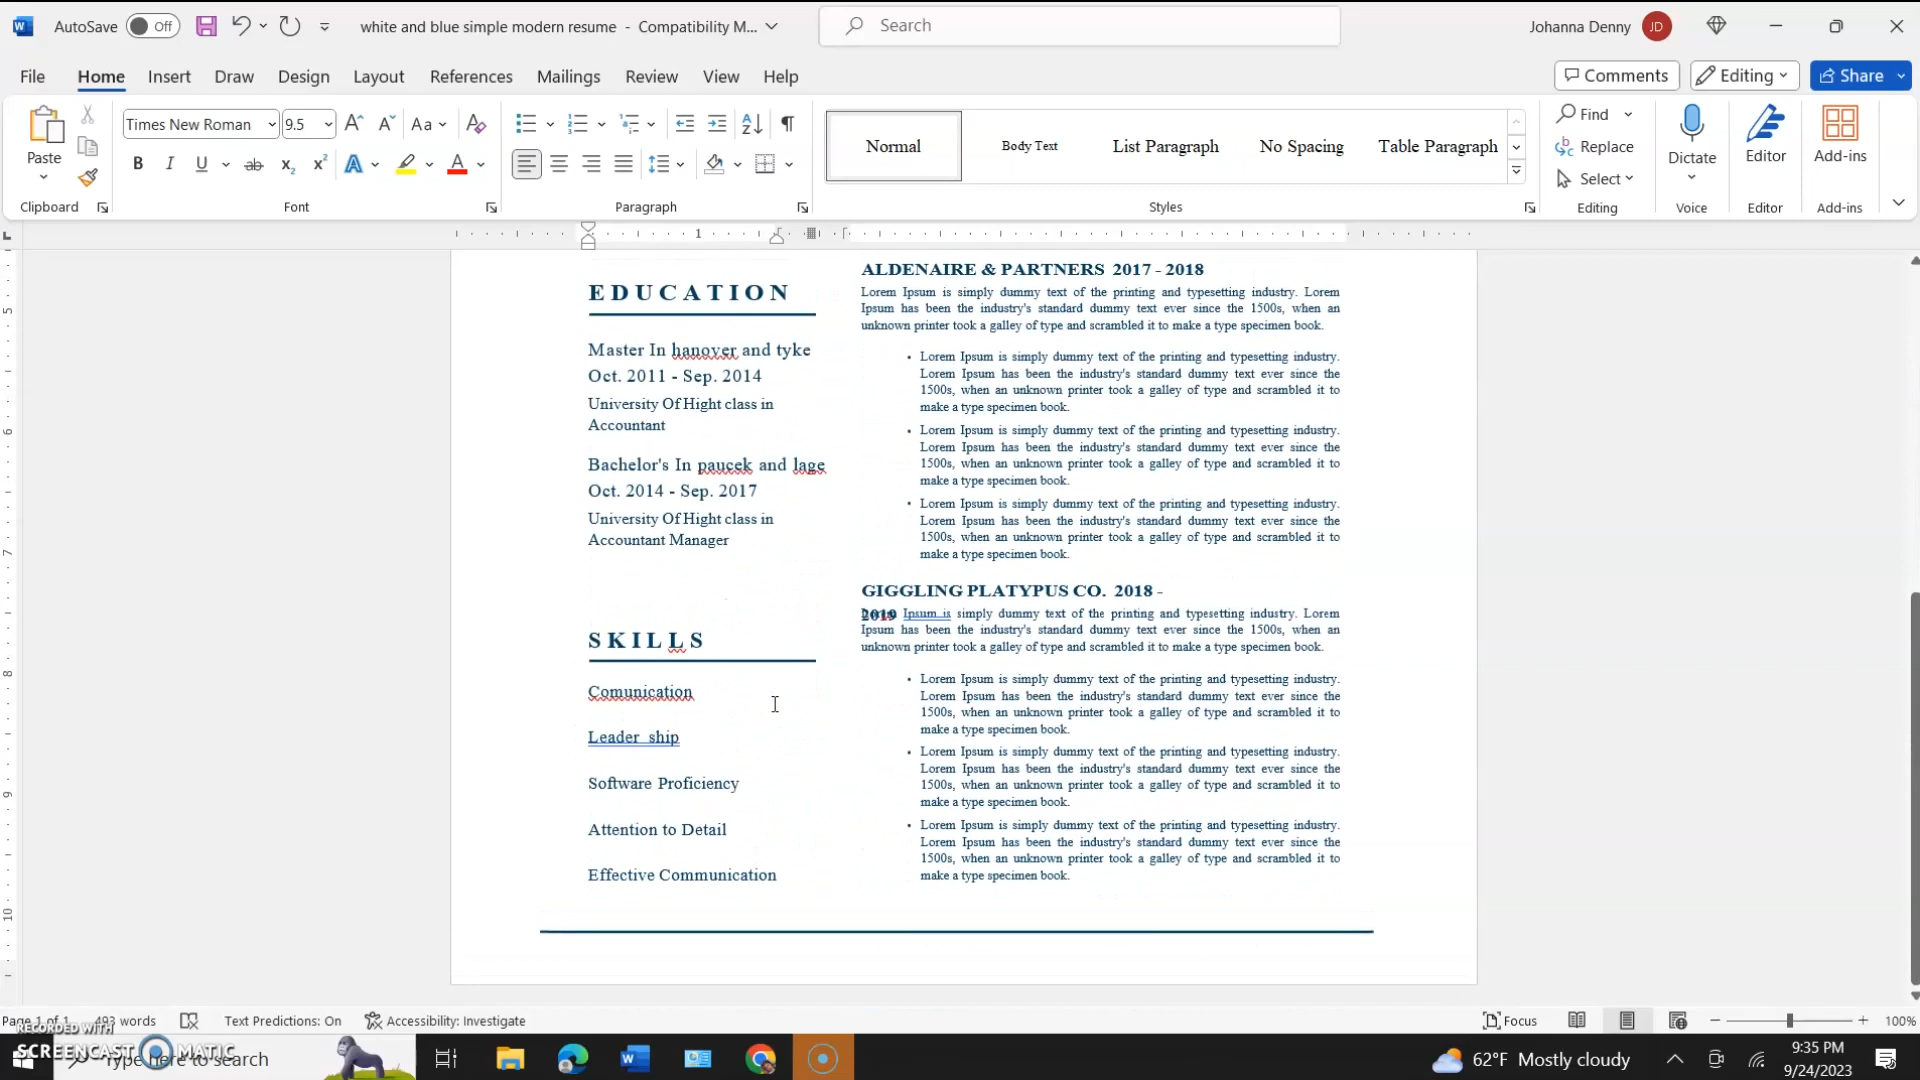 AutoSave Off white and blue simple modern resume - Compatibility M... Search Johanna Denny JD
File Home Insert Draw Design Layout References Mailings Review View Help Comments Editing Share
Paste Times New Roman 9.5 Aa Normal Body Text List Paragraph No Spacing Table Paragraph Find Replace Select Dictate Editor Add-ins
Clipboard Font Paragraph Styles Editing Voice Editor Add-ins
1
EDUCATION
Master In hanover and tyke
Oct. 2011 - Sep. 2014
University Of Hight class in
Accountant
Bachelor's In paucek and lage
Oct. 2014 - Sep. 2017
University Of Hight class in
Accountant Manager
SKILLS
Comunication
Leader ship
Software Proficiency
Attention to Detail
Effective Communication
ALDENAIRE & PARTNERS 2017 - 2018
Lorem Ipsum is simply dummy text of the printing and typesetting industry. Lorem
Ipsum has been the industry's standard dummy text ever since the 1500s, when an
unknown printer took a galley of type and scrambled it to make a type specimen book.
• Lorem Ipsum is simply dummy text of the printing and typesetting industry.
Lorem Ipsum has been the industry's standard dummy text ever since the
1500s, when an unknown printer took a galley of type and scrambled it to
make a type specimen book.
• Lorem Ipsum is simply dummy text of the printing and typesetting industry.
Lorem Ipsum has been the industry's standard dummy text ever since the
1500s, when an unknown printer took a galley of type and scrambled it to
make a type specimen book.
• Lorem Ipsum is simply dummy text of the printing and typesetting industry.
Lorem Ipsum has been the industry's standard dummy text ever since the
1500s, when an unknown printer took a galley of type and scrambled it to
make a type specimen book.
GIGGLING PLATYPUS CO. 2018 -
2019
Ipsum is simply dummy text of the printing and typesetting industry. Lorem
Ipsum has been the industry's standard dummy text ever since the 1500s, when an
unknown printer took a galley of type and scrambled it to make a type specimen book.
• Lorem Ipsum is simply dummy text of the printing and typesetting industry.
Lorem Ipsum has been the industry's standard dummy text ever since the
1500s, when an unknown printer took a galley of type and scrambled it to
make a type specimen book.
• Lorem Ipsum is simply dummy text of the printing and typesetting industry.
Lorem Ipsum has been the industry's standard dummy text ever since the
1500s, when an unknown printer took a galley of type and scrambled it to
make a type specimen book.
• Lorem Ipsum is simply dummy text of the printing and typesetting industry.
Lorem Ipsum has been the industry's standard dummy text ever since the
1500s, when an unknown printer took a galley of type and scrambled it to
make a type specimen book.
5
6
7
8
9
10
Page 1 of 1 493 words Text Predictions: On Accessibility: Investigate Focus 100%
RECORDED WITH
SCREENCAST MATIC
Type here to search 62°F Mostly cloudy 9:35 PM
9/24/2023